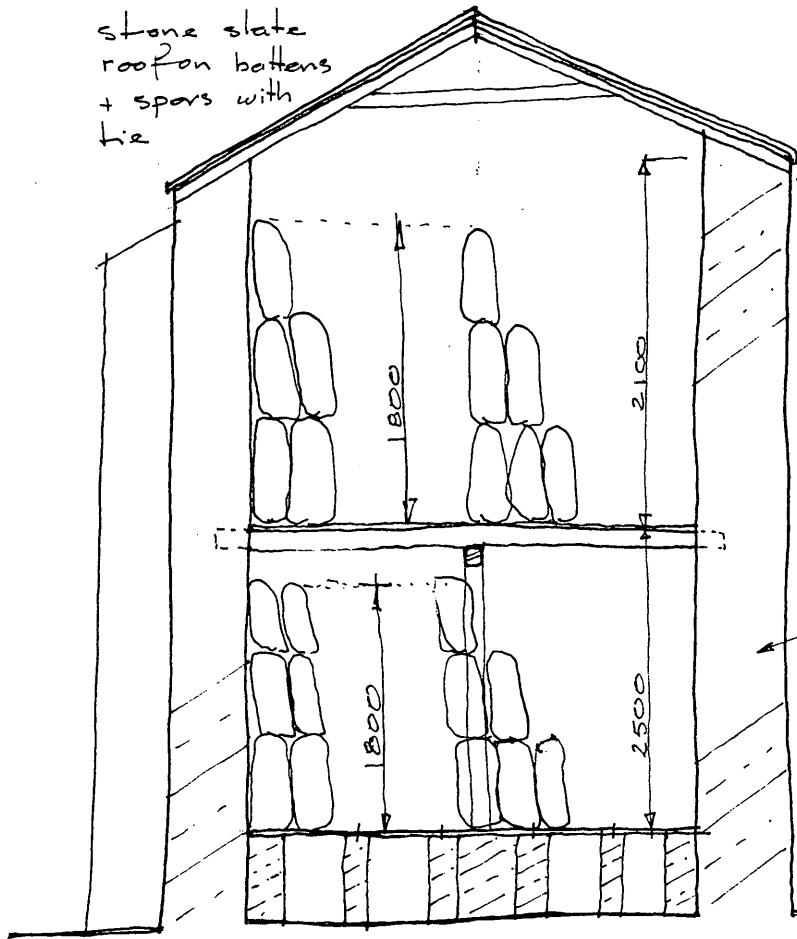 stone slate
roof on battens
+ spars with
tie
1800
2100
1800
2500